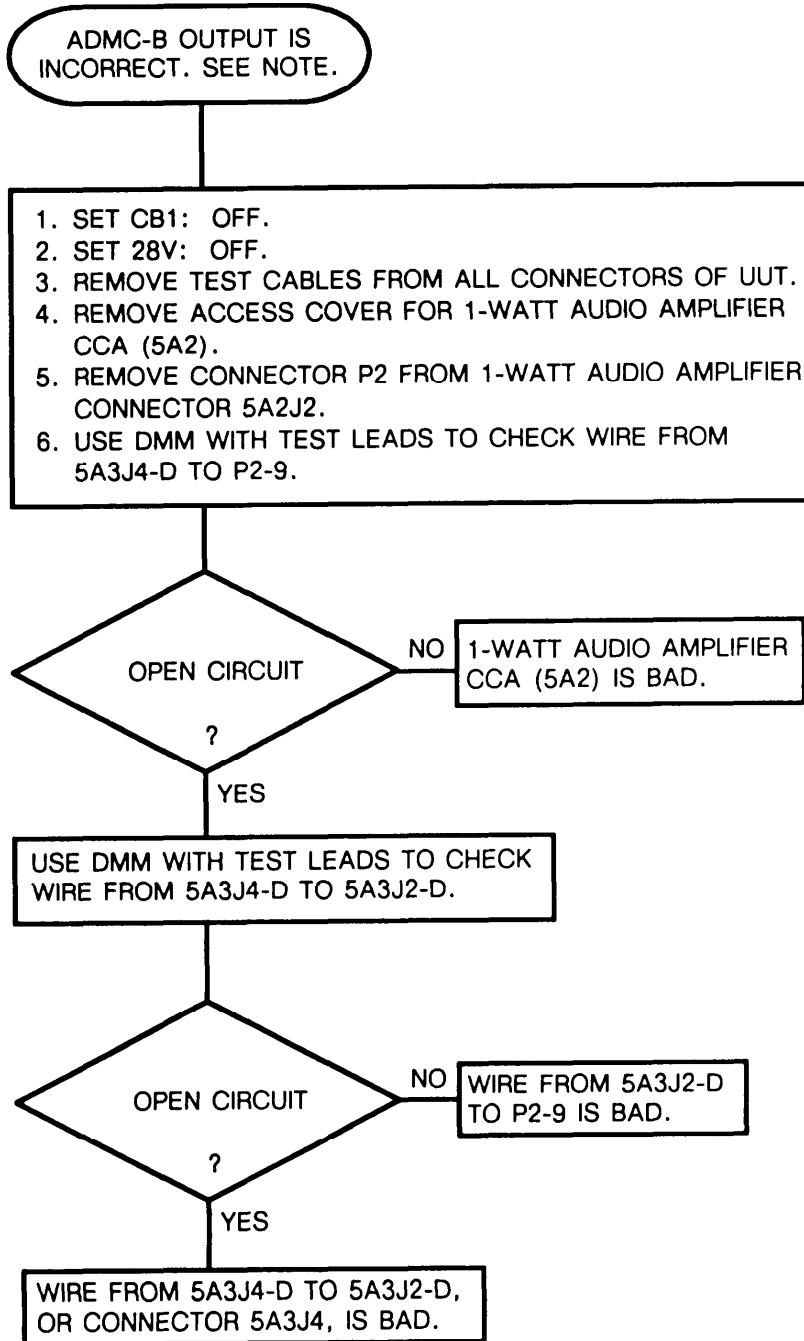 ADMC-B OUTPUT IS
INCORRECT. SEE NOTE.
1. SET CB1: OFF.
2. SET 28V: OFF.
3. REMOVE TEST CABLES FROM ALL CONNECTORS OF UUT.
4. REMOVE ACCESS COVER FOR 1-WATT AUDIO AMPLIFIER
CCA (5A2).
5. REMOVE CONNECTOR P2 FROM 1-WATT AUDIO AMPLIFIER
CONNECTOR 5A2J2.
6. USE DMM WITH TEST LEADS TO CHECK WIRE FROM
5A3J4-D TO P2-9.
OPEN CIRCUIT
?
NO
1-WATT AUDIO AMPLIFIER
CCA (5A2) IS BAD.
YES
USE DMM WITH TEST LEADS TO CHECK
WIRE FROM 5A3J4-D TO 5A3J2-D.
OPEN CIRCUIT
?
NO
WIRE FROM 5A3J2-D
TO P2-9 IS BAD.
YES
WIRE FROM 5A3J4-D TO 5A3J2-D,
OR CONNECTOR 5A3J4, IS BAD.